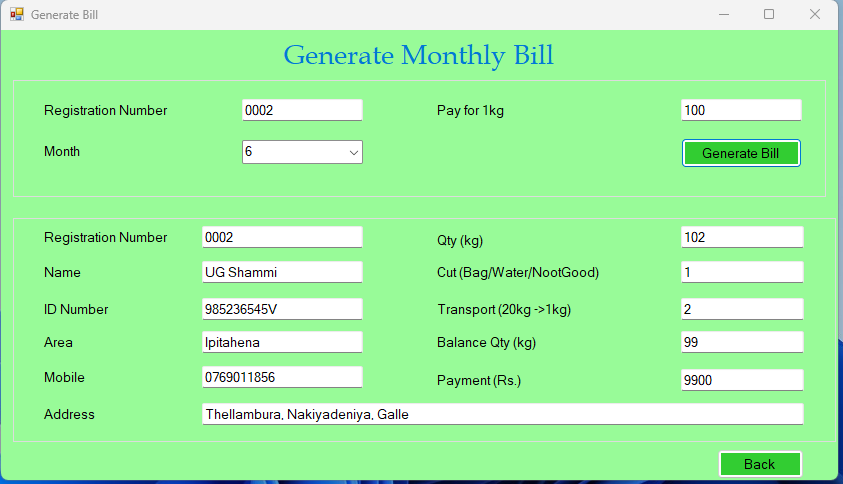 Generate Bill
Generate Monthly Bill
Registration Number 0002 Pay for 1kg 100
Month 6 Generate Bill
Registration Number 0002 Qty (kg) 102
Name UG Shammi Cut (Bag/Water/NootGood) 1
ID Number 985236545V Transport (20kg ->1kg) 2
Area Ipitahena Balance Qty (kg) 99
Mobile 0769011856 Payment (Rs.) 9900
Address Thellambura, Nakiyadeniya, Galle
Back